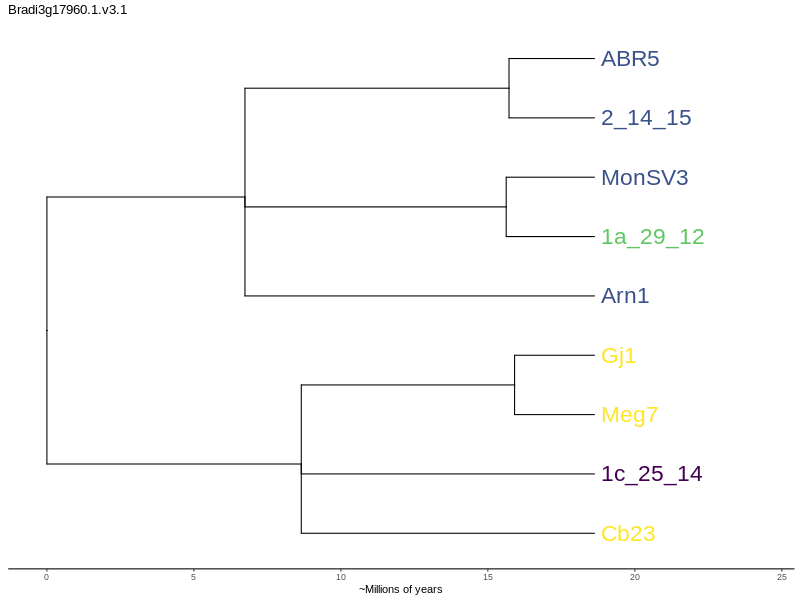 Bradi3g17960.1.v3.1
ABR5
2_14_15
MonSV3
1a_29_12
Arn1
Gj1
Meg7
1c_25_14
Cb23
0 5 10 15 20 25
~Millions of years